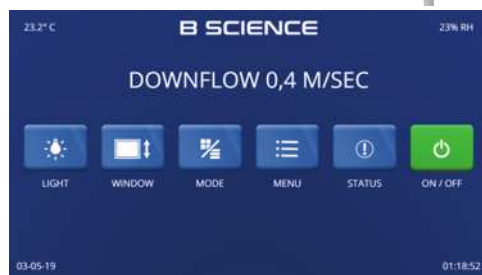 23.2° C B SCIENCE 23% RH
DOWNFLOW 0,4 M/SEC
LIGHT WINDOW MODE MENU STATUS ON / OFF
03-05-19 01:18:52